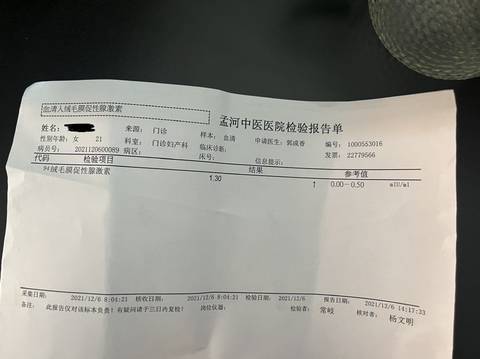 血清人绒毛膜促性腺激素
孟河中医医院检验报告单
姓名: 来源: 门诊 样本: 血清 申请医生: 郭成香 编号: 1000553016
性别年龄: 女 21 科室: 门诊妇产科 临床诊断: 发票: 22779566
病员号: 2021120600089 病区: 床号: 信息提示:
代码 检验项目 结果 参考值
94 绒毛膜促性腺激素 1.30 ↑ 0.00-0.50 mIU/ml
采集日期: 2021/12/6 8:04:21 核收日期: 2021/12/6 8:04:21 检验日期: 2021/12/6 报告日期: 2021/12/6 14:17:23
备注: 此报告仅对该标本负责!有疑问请于三日内复检! 岗位仪器: 检验者: 常岐 核对者: 杨文明